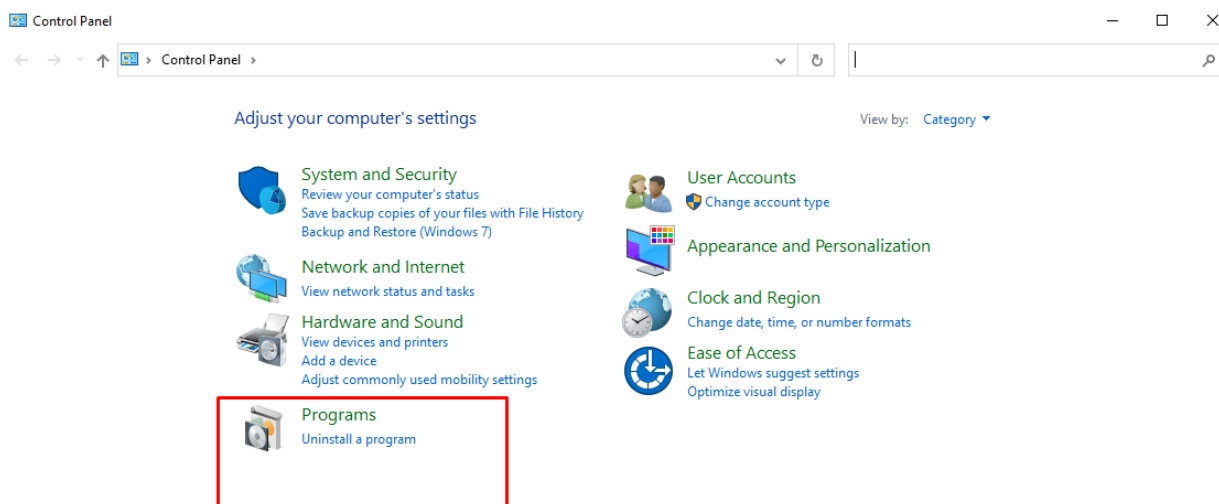 Control Panel
Control Panel
Adjust your computer's settings
View by: Category
System and Security
Review your computer's status
Save backup copies of your files with File History
Backup and Restore (Windows 7)
Network and Internet
View network status and tasks
Hardware and Sound
View devices and printers
Add a device
Adjust commonly used mobility settings
Programs
Uninstall a program
User Accounts
Change account type
Appearance and Personalization
Clock and Region
Change date, time, or number formats
Ease of Access
Let Windows suggest settings
Optimize visual display